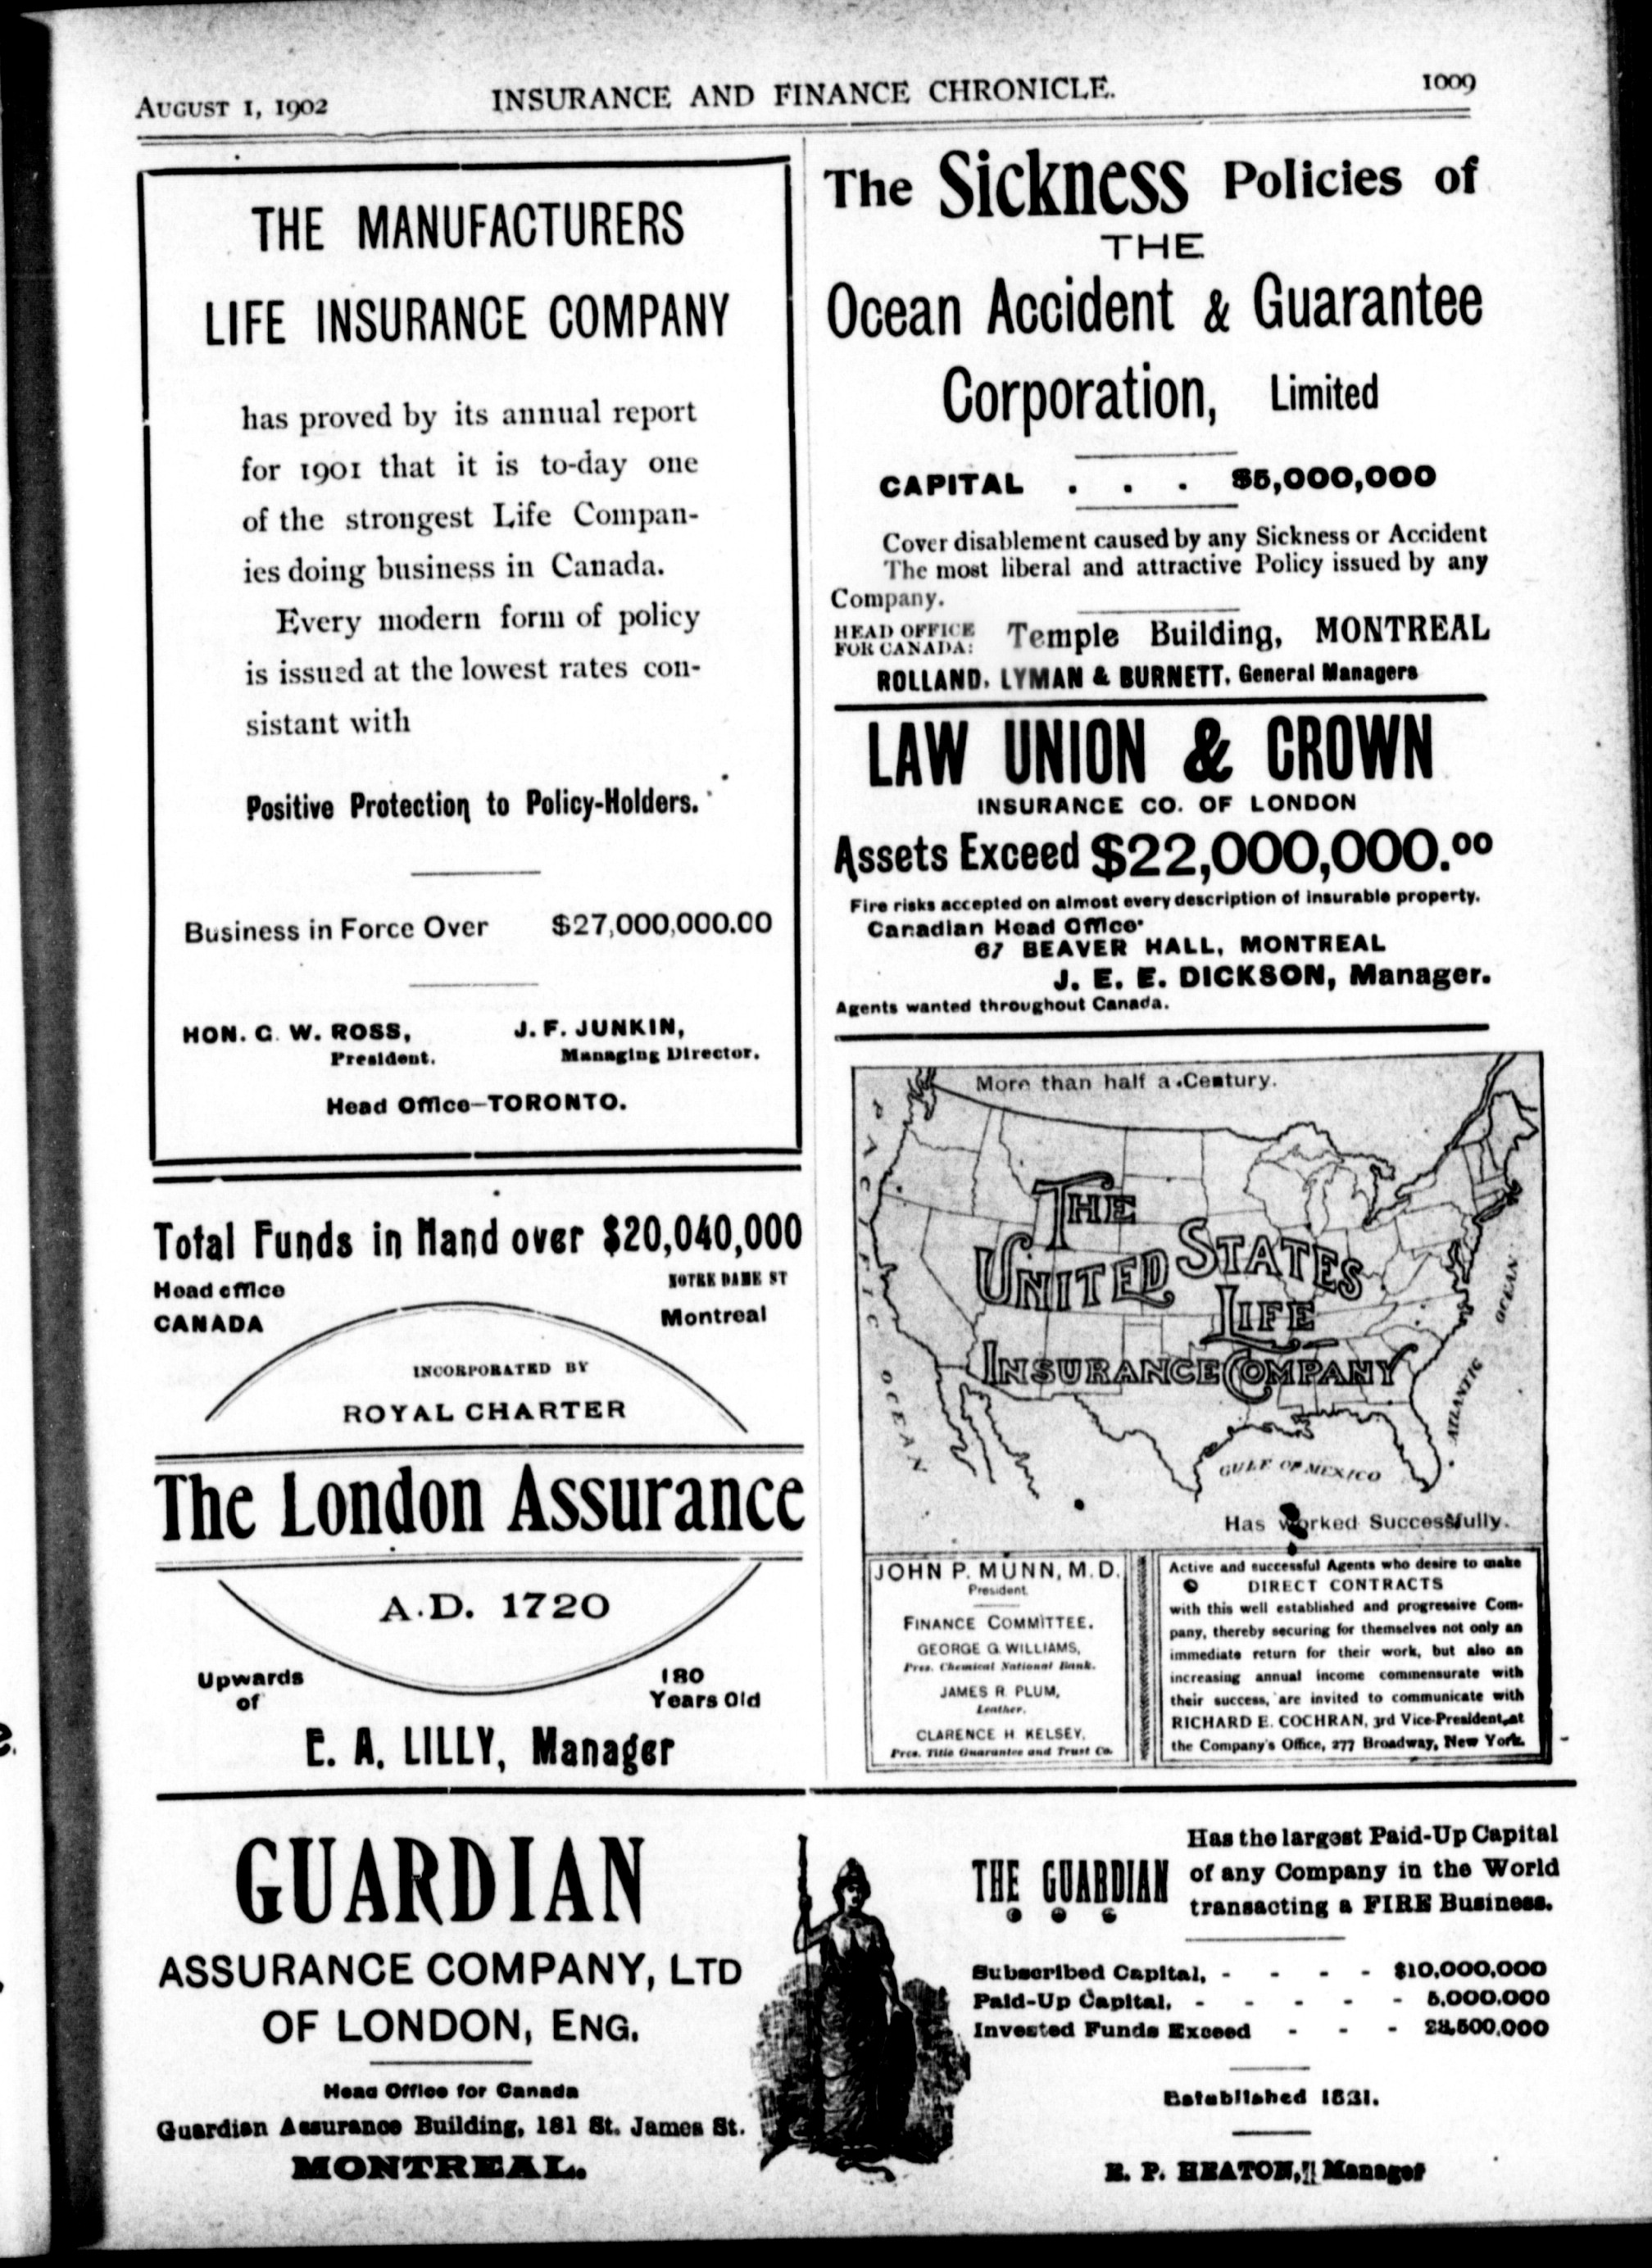 AUGUST 1, 1902
INSURANCE AND FINANCE CHRONICLE.
1009
THE MANUFACTURERS
LIFE INSURANCE COMPANY
has proved by its annual report
for 1901 that it is to-day one
of the strongest Life Compan-
ies doing business in Canada.
Every modern form of policy
is issued at the lowest rates con-
sistant with
Positive Protection to Policy-Holders.
Business in Force Over $27,000,000.00
HON. G. W. ROSS,
President.
J. F. JUNKIN,
Managing Director.
Head Office—TORONTO.
Total Funds in Hand over $20,040,000
Head office
CANADA
NOTRE DAME ST
Montreal
INCORPORATED BY
ROYAL CHARTER
The London Assurance
A.D. 1720
Upwards
of
180
Years Old
E. A. LILLY, Manager
The Sickness Policies of
THE
Ocean Accident & Guarantee
Corporation, Limited
CAPITAL . . . $5,000,000
Cover disablement caused by any Sickness or Accident
The most liberal and attractive Policy issued by any
Company.
HEAD OFFICE
FOR CANADA:
Temple Building, MONTREAL
ROLLAND, LYMAN & BURNETT, General Managers
LAW UNION & CROWN
INSURANCE CO. OF LONDON
Assets Exceed $22,000,000.00
Fire risks accepted on almost every description of insurable property.
Canadian Head Office
67 BEAVER HALL, MONTREAL
J. E. E. DICKSON, Manager.
Agents wanted throughout Canada.
More than half a Century.
PACIFIC OCEAN
THE
UNITED STATES
LIFE
INSURANCE COMPANY
ATLANTIC OCEAN
GULF OF MEXICO
Has worked Successfully.
JOHN P. MUNN, M.D.
President.
FINANCE COMMITTEE.
GEORGE G. WILLIAMS,
Pres. Chemical National Bank.
JAMES R. PLUM,
Leather.
CLARENCE H. KELSEY,
Pres. Title Guarantee and Trust Co.
Active and successful Agents who desire to make
DIRECT CONTRACTS
with this well established and progressive Com-
pany, thereby securing for themselves not only an
immediate return for their work, but also an
increasing annual income commensurate with
their success, are invited to communicate with
RICHARD E. COCHRAN, 3rd Vice-President, at
the Company's Office, 277 Broadway, New York.
GUARDIAN
ASSURANCE COMPANY, LTD
OF LONDON, ENG.
Head Office for Canada
Guardian Assurance Building, 181 St. James St.
MONTREAL.
THE GUARDIAN
Has the largest Paid-Up Capital
of any Company in the World
transacting a FIRE Business.
Subscribed Capital, - - - - $10,000,000
Paid-Up Capital, - - - - - 5,000,000
Invested Funds Exceed - - - 23,500,000
Established 1821.
E. P. HEATON, Manager